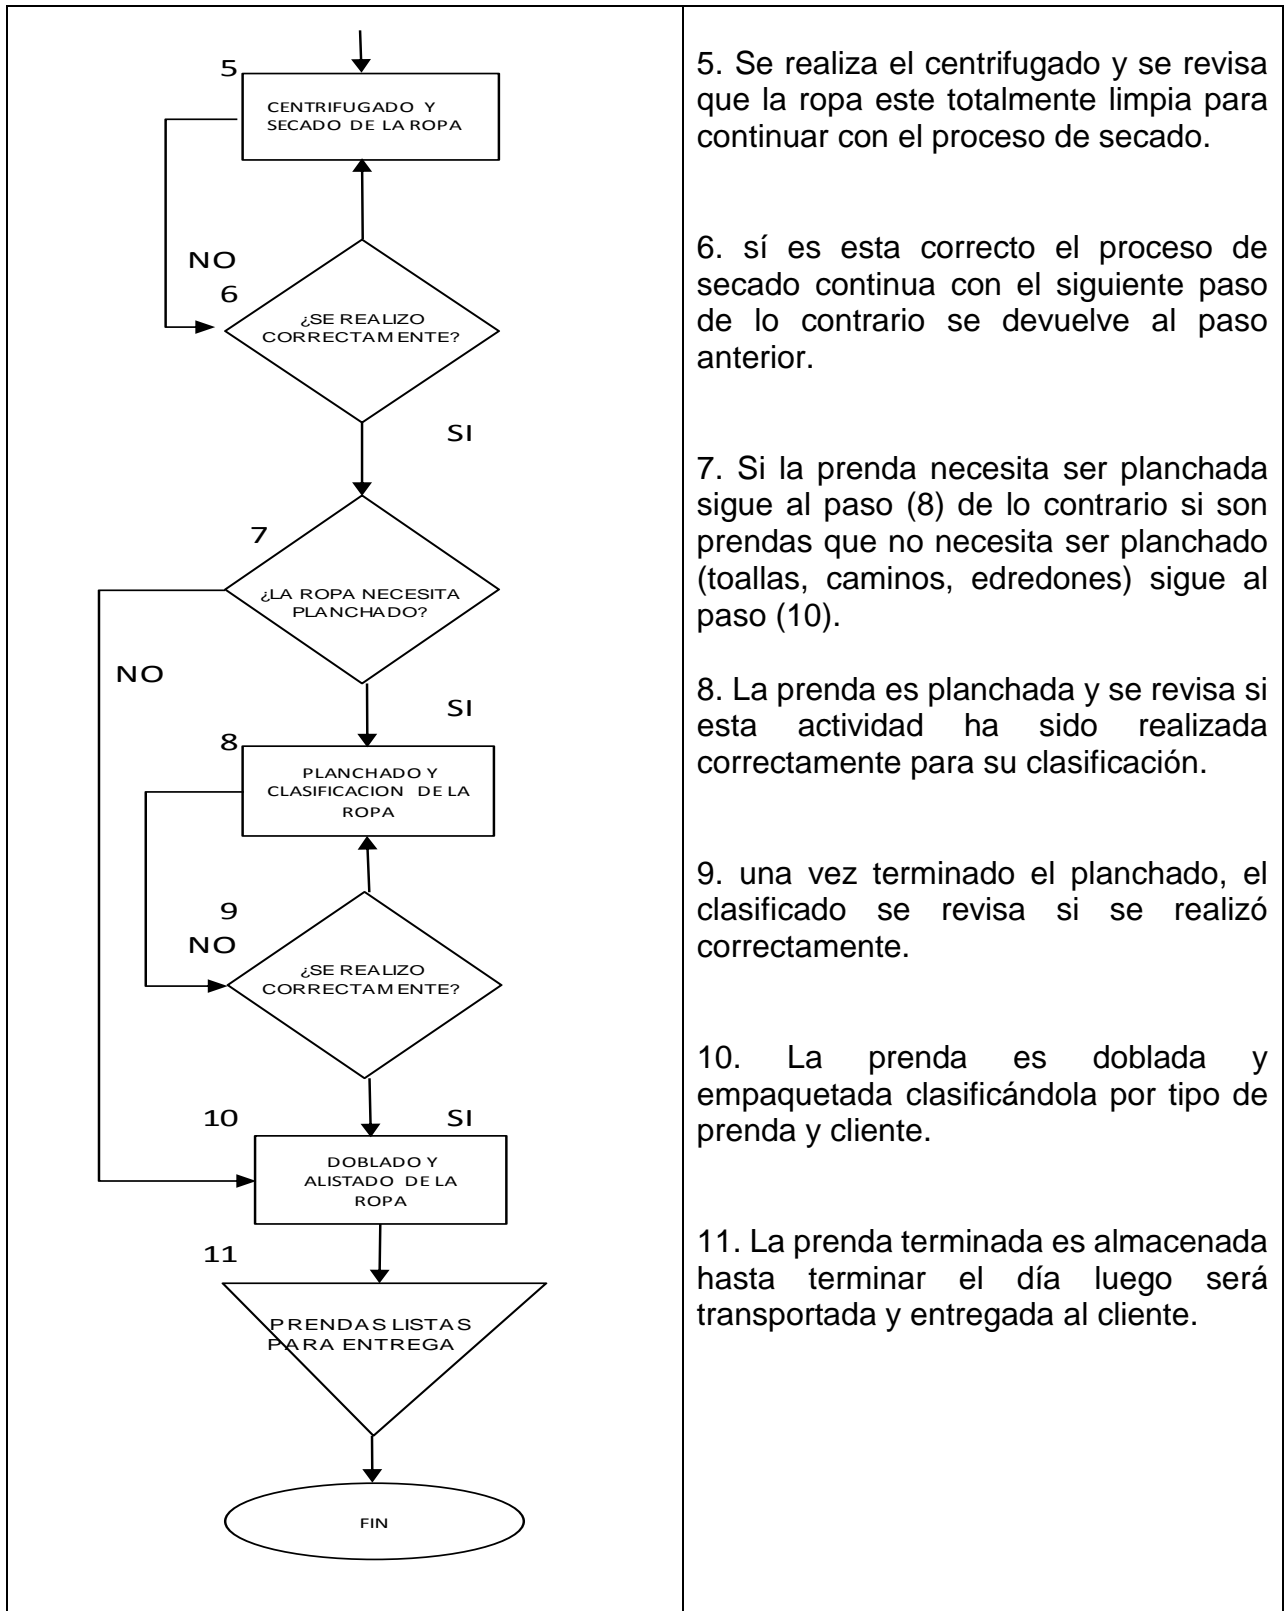 5
CENTRIFUGADO Y
SECADO DE LA ROPA
NO
6
¿SE REALIZO
CORRECTAMENTE?
SI
7
¿LA ROPA NECESITA
PLANCHADO?
NO
SI
8
PLANCHADO Y
CLASIFICACION DE LA
ROPA
9
NO
¿SE REALIZO
CORRECTAMENTE?
10
SI
DOBLADO Y
ALISTADO DE LA
ROPA
11
PRENDAS LISTAS
PARA ENTREGA
FIN
5. Se realiza el centrifugado y se revisa
que la ropa este totalmente limpia para
continuar con el proceso de secado.
6. sí es esta correcto el proceso de
secado continua con el siguiente paso
de lo contrario se devuelve al paso
anterior.
7. Si la prenda necesita ser planchada
sigue al paso (8) de lo contrario si son
prendas que no necesita ser planchado
(toallas, caminos, edredones) sigue al
paso (10).
8. La prenda es planchada y se revisa si
esta actividad ha sido realizada
correctamente para su clasificación.
9. una vez terminado el planchado, el
clasificado se revisa si se realizó
correctamente.
10. La prenda es doblada y
empaquetada clasificándola por tipo de
prenda y cliente.
11. La prenda terminada es almacenada
hasta terminar el día luego será
transportada y entregada al cliente.